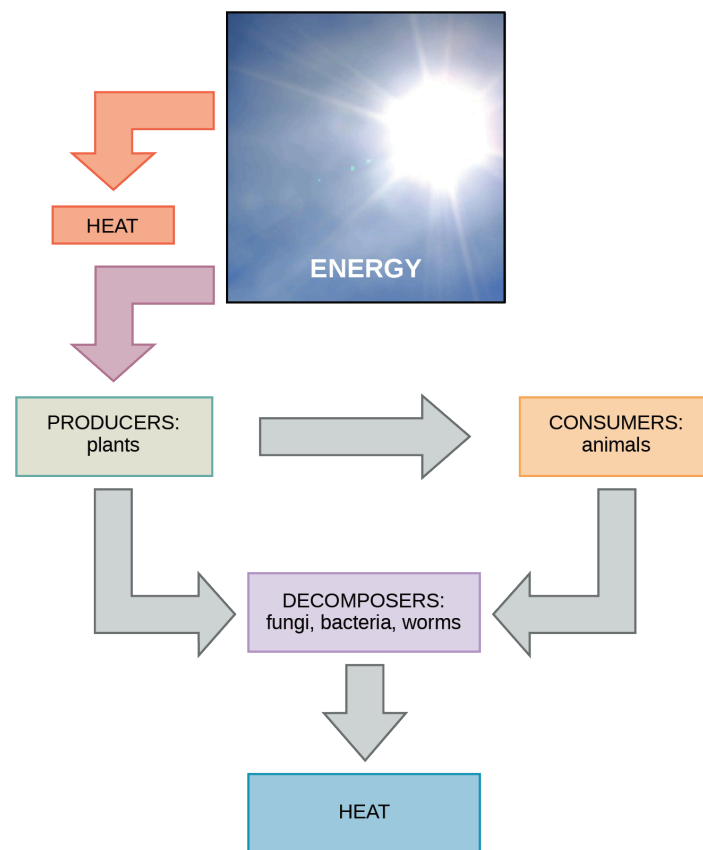 ENERGY
HEAT
PRODUCERS:
plants
CONSUMERS:
animals
DECOMPOSERS:
fungi, bacteria, worms
HEAT